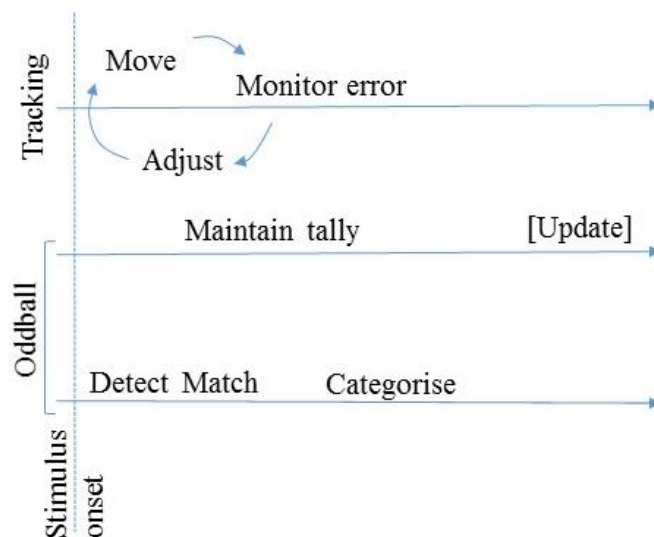 Tracking
Move
Monitor error
Adjust
Oddball
Maintain tally
[Update]
Detect Match
Categorise
Stimulus
onset